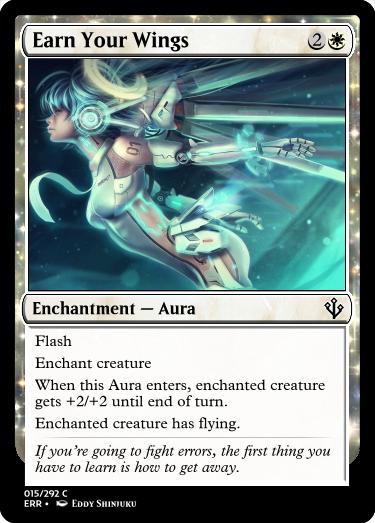 Earn Your Wings 2
01
Enchantment — Aura
Flash
Enchant creature
When this Aura enters, enchanted creature
gets +2/+2 until end of turn.
Enchanted creature has flying.
If you're going to fight errors, the first thing you
have to learn is how to get away.
015/292 C
ERR • Eddy Shinjuku